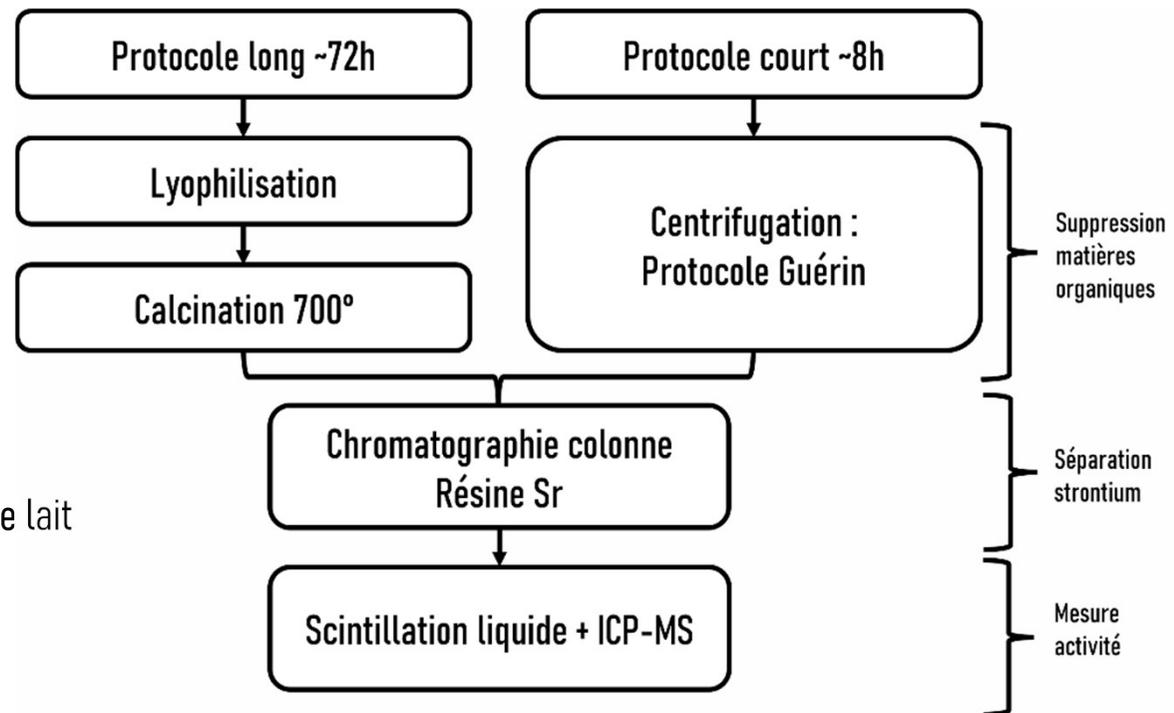 Protocole long ~72h
Protocole court ~8h
Lyophilisation
Centrifugation :
Protocole Guérin
Calcination 700°
Suppression
matières
organiques
Chromatographie colonne
Résine Sr
Séparation
strontium
e lait
Scintillation liquide + ICP-MS
Mesure
activité